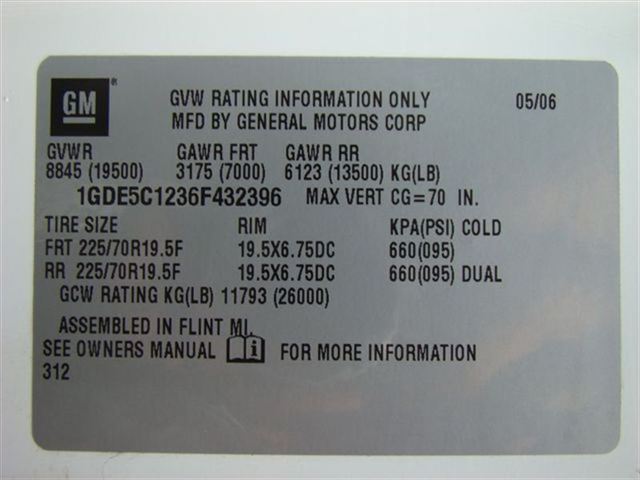 GM ®
GVW RATING INFORMATION ONLY 05/06
MFD BY GENERAL MOTORS CORP
GVWR GAWR FRT GAWR RR
8845 (19500) 3175 (7000) 6123 (13500) KG(LB)
1GDE5C1236F432396 MAX VERT CG=70 IN.
TIRE SIZE RIM KPA(PSI) COLD
FRT 225/70R19.5F 19.5X6.75DC 660(095)
RR 225/70R19.5F 19.5X6.75DC 660(095) DUAL
GCW RATING KG(LB) 11793 (26000)
ASSEMBLED IN FLINT MI.
SEE OWNERS MANUAL i FOR MORE INFORMATION
312